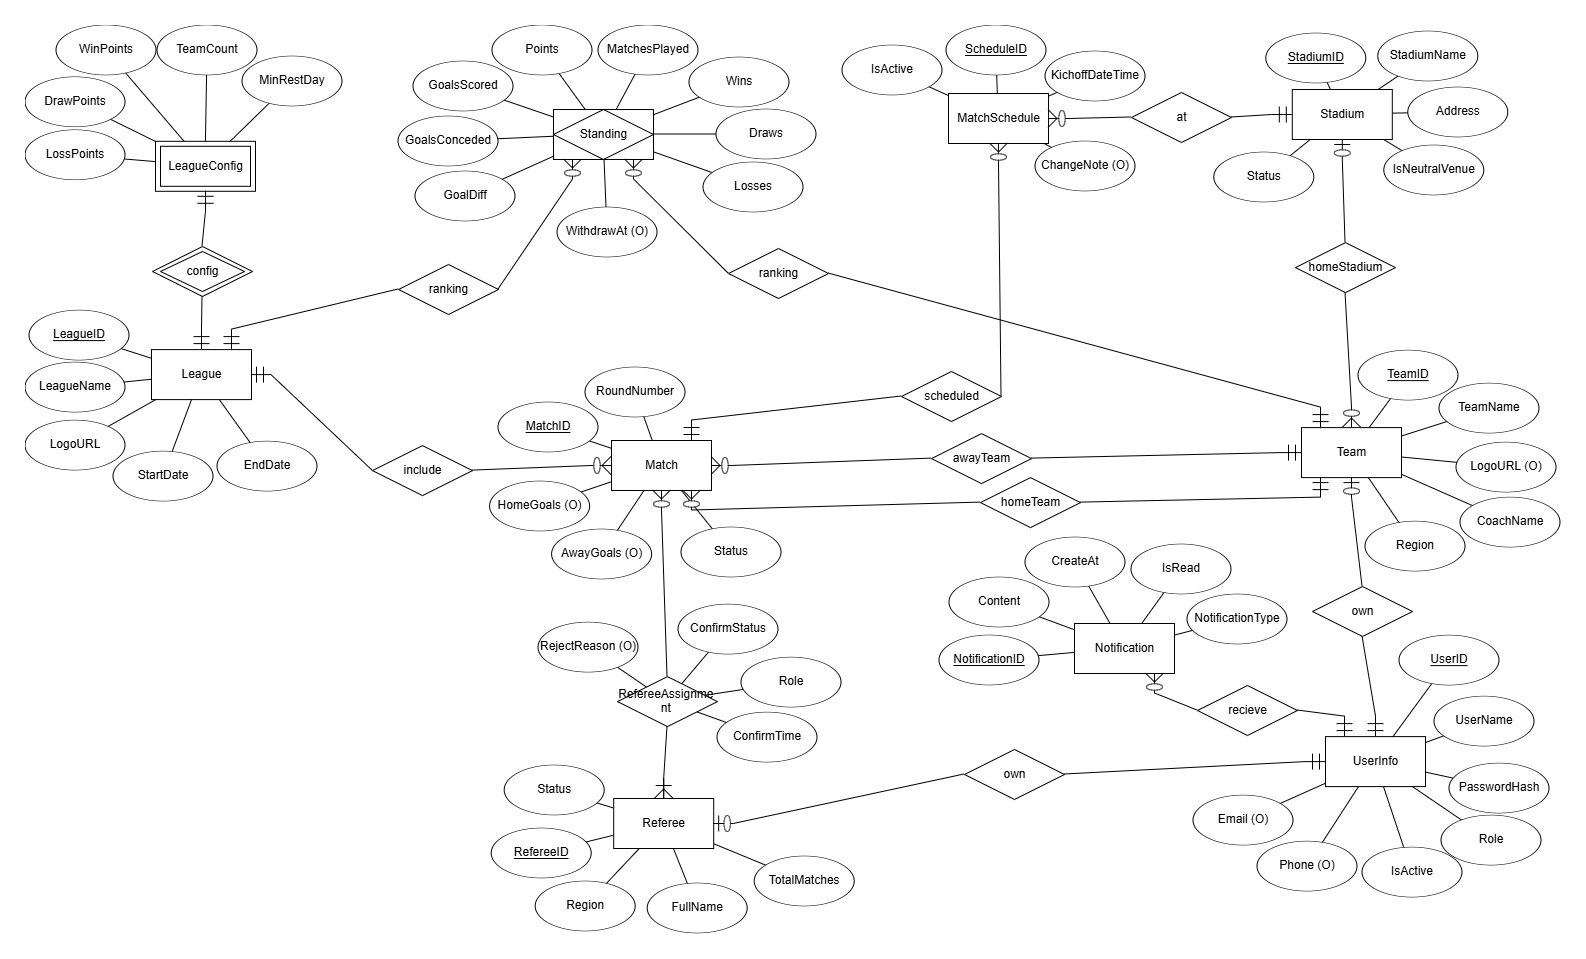 WinPoints
TeamCount
MinRestDay
DrawPoints
LossPoints
LeagueConfig
config
LeagueID
League
LeagueName
LogoURL
StartDate
EndDate
Points
MatchesPlayed
GoalsScored
Wins
GoalsConceded
Standing
Draws
GoalDiff
Losses
WithdrawAt (O)
ranking
ranking
IsActive
ScheduleID
KichoffDateTime
MatchSchedule
ChangeNote (O)
at
StadiumID
StadiumName
Stadium
Address
Status
IsNeutralVenue
homeStadium
scheduled
include
RoundNumber
MatchID
Match
HomeGoals (O)
AwayGoals (O)
Status
awayTeam
homeTeam
TeamID
TeamName
Team
LogoURL (O)
CoachName
Region
CreateAt
IsRead
Content
NotificationType
NotificationID
Notification
own
recieve
RejectReason (O)
ConfirmStatus
Role
RefereeAssignme
nt
ConfirmTime
UserID
UserName
UserInfo
PasswordHash
Email (O)
Role
Phone (O)
IsActive
own
Status
Referee
RefereeID
Region
FullName
TotalMatches